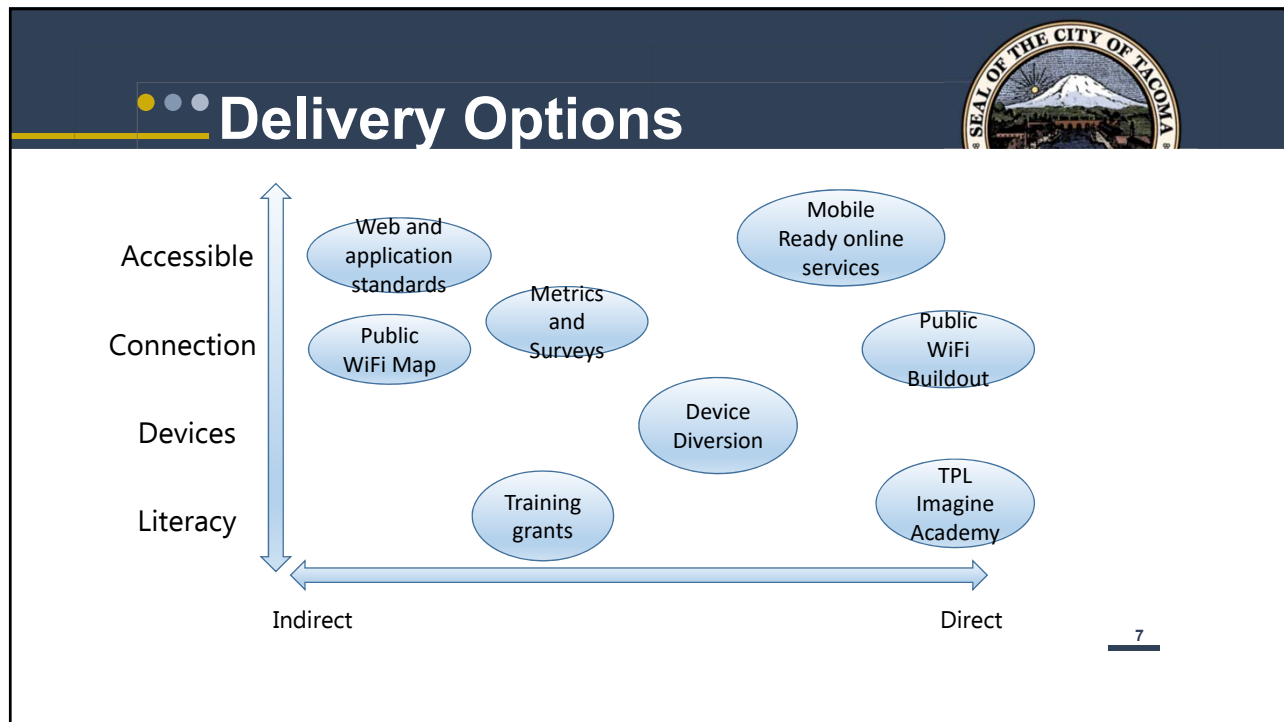 Delivery Options
SEAL OF THE CITY OF TACOMA
Accessible
Connection
Devices
Literacy
Web and
application
standards
Metrics
and
Surveys
Public
WiFi Map
Mobile
Ready online
services
Public
WiFi
Buildout
Device
Diversion
Training
grants
TPL
Imagine
Academy
Indirect
Direct
7